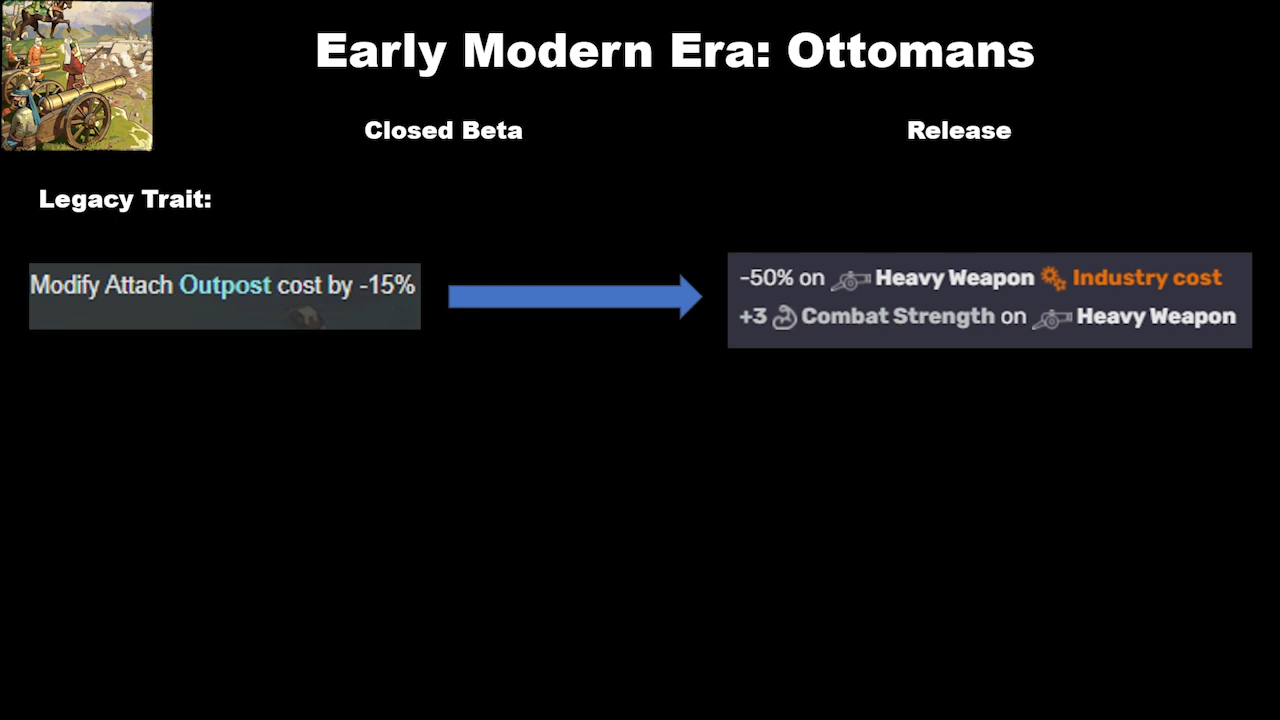 Early Modern Era: Ottomans
Closed Beta
Release
Legacy Trait:
Modify Attach Outpost cost by -15%
-50% on Heavy Weapon Industry cost
+3 Combat Strength on Heavy Weapon